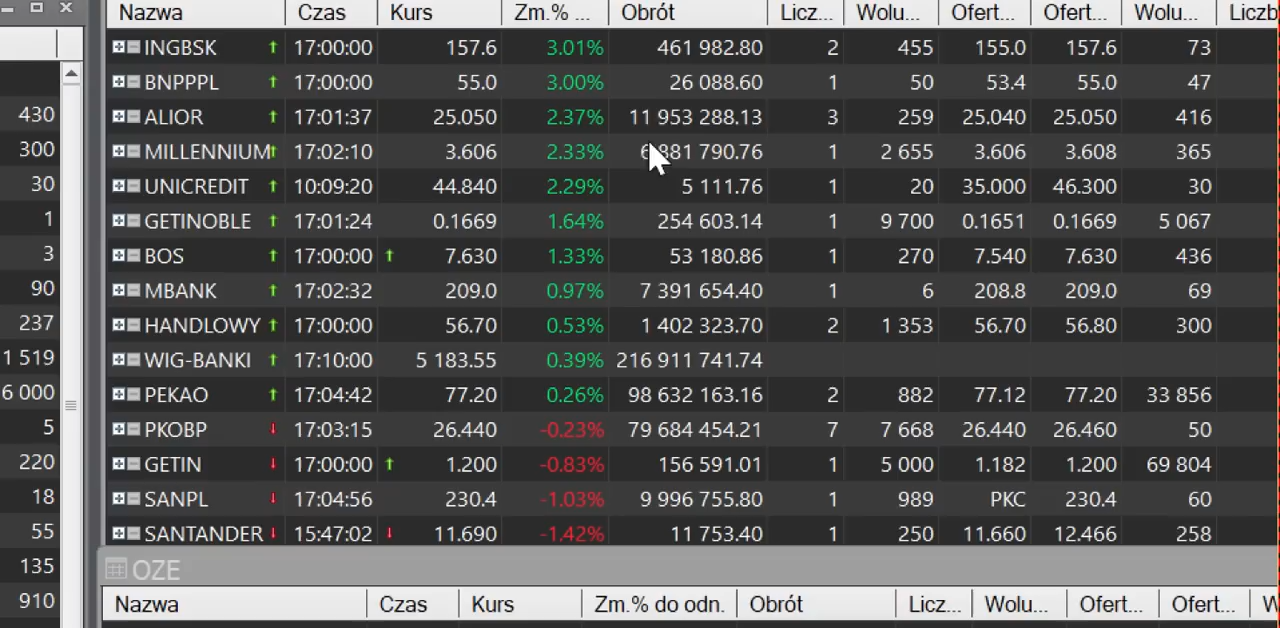 Nazwa Czas Kurs Zm.% ... Obrót Licz... Wolu... Ofert... Ofert... Wolu... Liczb
INGBSK 17:00:00 157.6 3.01% 461 982.80 2 455 155.0 157.6 73
BNPPPL 17:00:00 55.0 3.00% 26 088.60 1 50 53.4 55.0 47
430 ALIOR 17:01:37 25.050 2.37% 11 953 288.13 3 259 25.040 25.050 416
300 MILLENNIUM 17:02:10 3.606 2.33% 6 881 790.76 1 2 655 3.606 3.608 365
30 UNICREDIT 10:09:20 44.840 2.29% 5 111.76 1 20 35.000 46.300 30
1 GETINOBLE 17:01:24 0.1669 1.64% 254 603.14 1 9 700 0.1651 0.1669 5 067
3 BOS 17:00:00 7.630 1.33% 53 180.86 1 270 7.540 7.630 436
90 MBANK 17:02:32 209.0 0.97% 7 391 654.40 1 6 208.8 209.0 69
237 HANDLOWY 17:00:00 56.70 0.53% 1 402 323.70 2 1 353 56.70 56.80 300
1 519 WIG-BANKI 17:10:00 5 183.55 0.39% 216 911 741.74
6 000 PEKAO 17:04:42 77.20 0.26% 98 632 163.16 2 882 77.12 77.20 33 856
5 PKOBP 17:03:15 26.440 -0.23% 79 684 454.21 7 7 668 26.440 26.460 50
220 GETIN 17:00:00 1.200 -0.83% 156 591.01 1 5 000 1.182 1.200 69 804
18 SANPL 17:04:56 230.4 -1.03% 9 996 755.80 1 989 PKC 230.4 60
55 SANTANDER 15:47:02 11.690 -1.42% 11 753.40 1 250 11.660 12.466 258
135 OZE
910 Nazwa Czas Kurs Zm.% do odn. Obrót Licz... Wolu... Ofert... Ofert... W